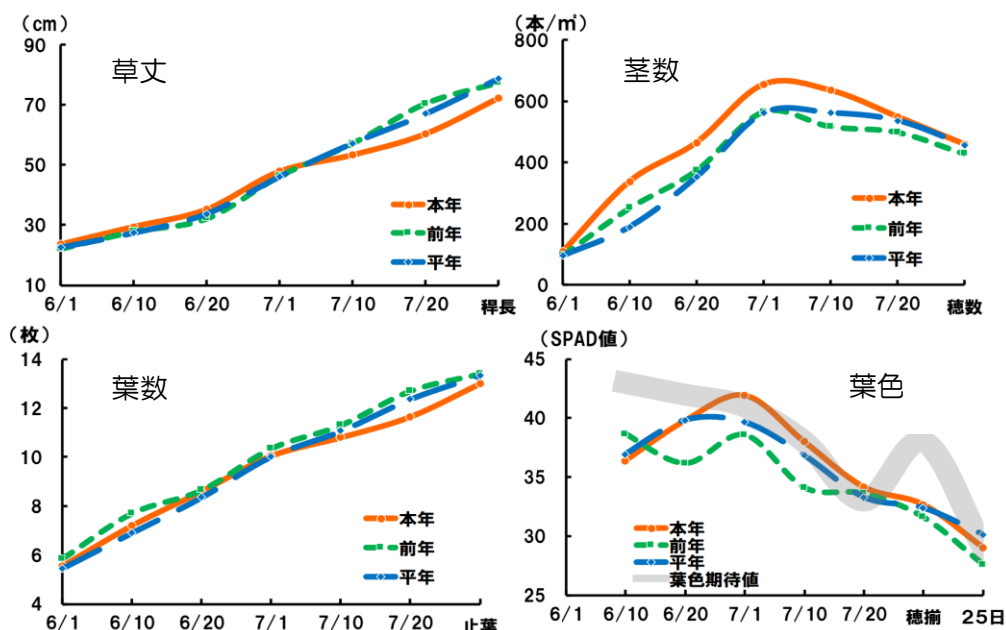 (cm)
草丈
90
70
50
30
10
本年
前年
平年
6/1 6/10 6/20 7/1 7/10 7/20 稈長
(本/㎡)
茎数
800
600
400
200
0
本年
前年
平年
6/1 6/10 6/20 7/1 7/10 7/20 穂数
(枚)
葉数
14
12
10
8
6
4
本年
前年
平年
6/1 6/10 6/20 7/1 7/10 7/20 止葉
(SPAD値)
葉色
45
40
35
30
25
本年
前年
平年
葉色期待値
6/1 6/10 6/20 7/1 7/10 7/20 穂揃 25日